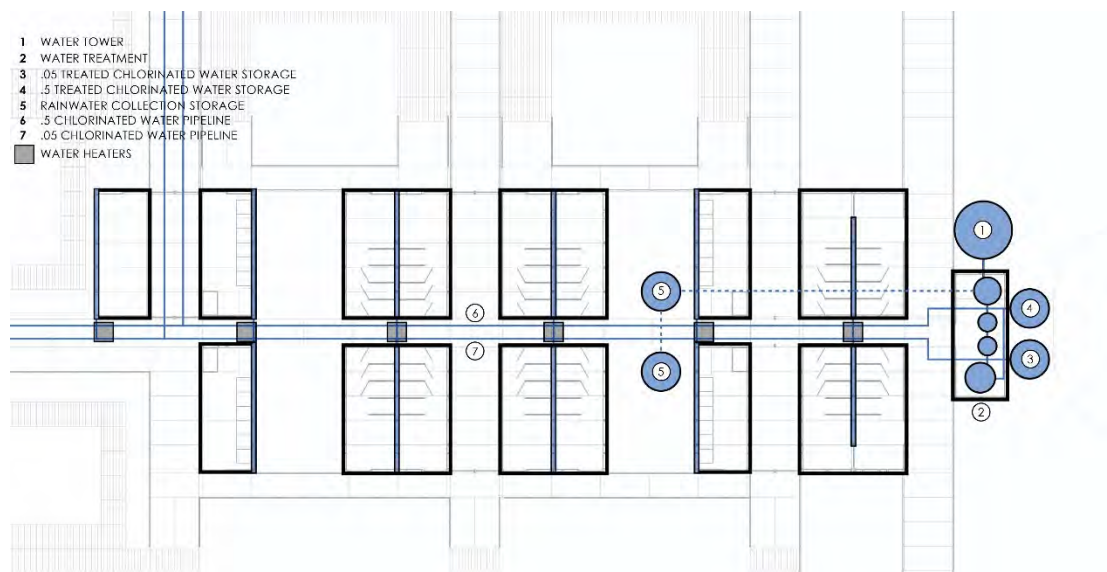 1 WATER TOWER
2 WATER TREATMENT
3 .05 TREATED CHLORINATED WATER STORAGE
4 .5 TREATED CHLORINATED WATER STORAGE
5 RAINWATER COLLECTION STORAGE
6 .5 CHLORINATED WATER PIPELINE
7 .05 CHLORINATED WATER PIPELINE
WATER HEATERS
1
5
4
6
7
3
5
2